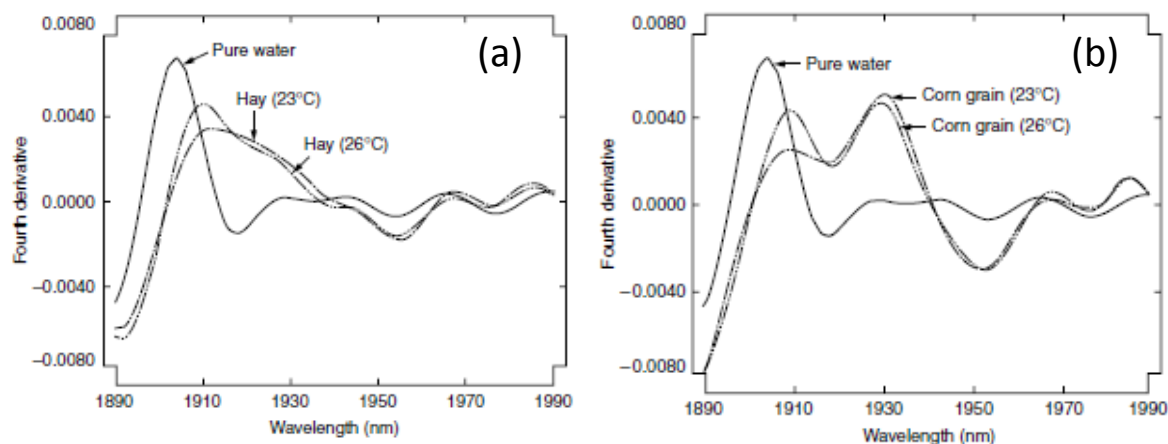 (a)
0.0080
0.0040
0.0000
−0.0040
−0.0080
Fourth derivative
Pure water
Hay (23°C)
Hay (26°C)
1890 1910 1930 1950 1970 1990
Wavelength (nm)
(b)
0.0080
0.0040
0.0000
−0.0040
−0.0080
Fourth derivative
Pure water
Corn grain (23°C)
Corn grain (26°C)
1890 1910 1930 1950 1970 1990
Wavelength (nm)